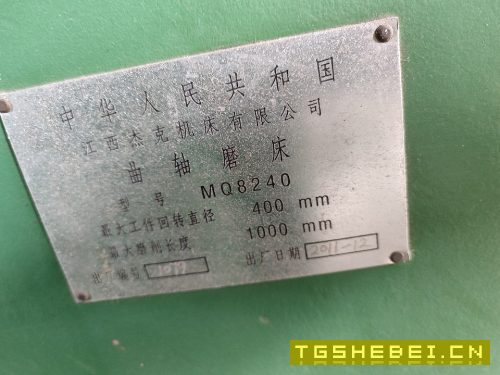 中华人民共和国
江西杰克机床有限公司
曲轴磨床
型号 MQ8240
最大工作回转直径 400 mm
最大磨削长度 1000 mm
出厂编号 出厂日期 2011-12
TGSHEBEI.CN